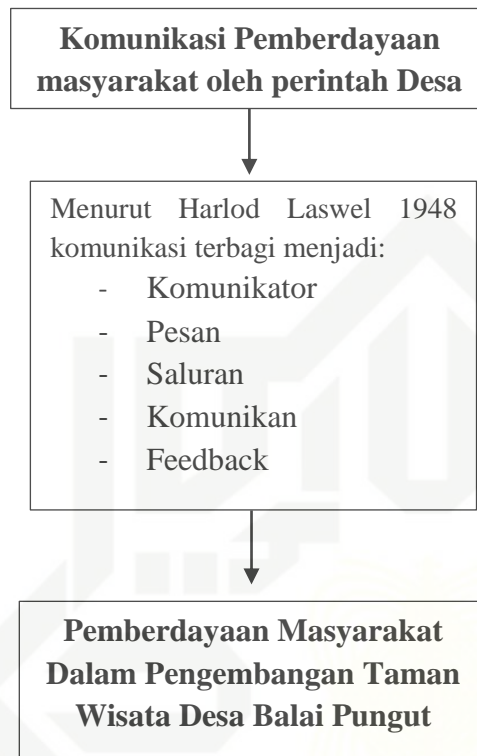 Komunikasi Pemberdayaan
masyarakat oleh perintah Desa
Menurut Harlod Laswel 1948
komunikasi terbagi menjadi:
- Komunikator
- Pesan
- Saluran
- Komunikan
- Feedback
Pemberdayaan Masyarakat
Dalam Pengembangan Taman
Wisata Desa Balai Pungut